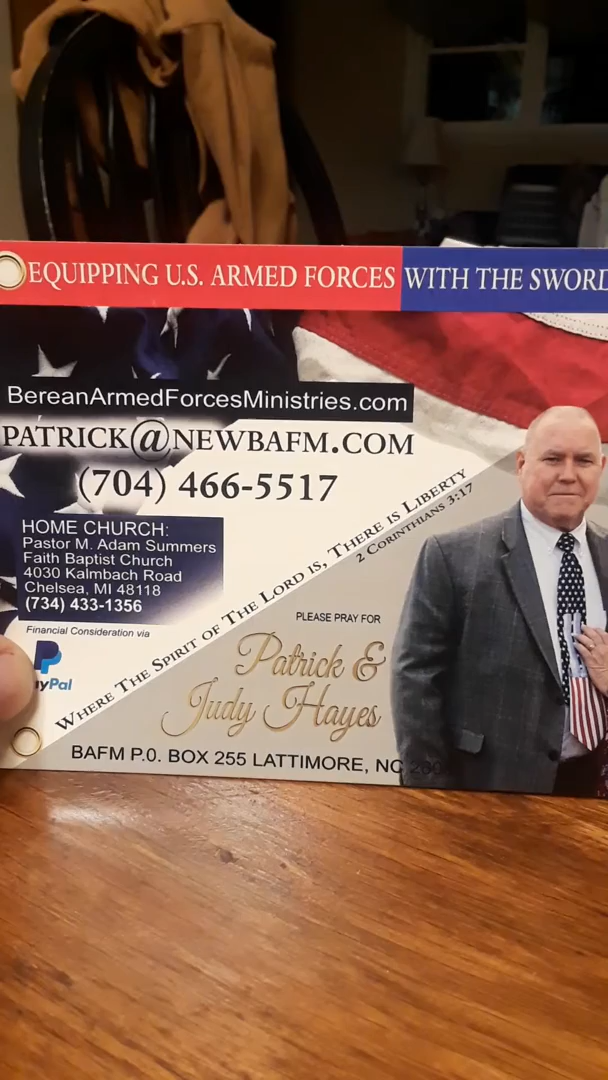 EQUIPPING U.S. ARMED FORCES WITH THE SWORD
BereanArmedForcesMinistries.com
PATRICK@NEWBAFM.COM
(704) 466-5517
HOME CHURCH:
Pastor M. Adam Summers
Faith Baptist Church
4030 Kalmbach Road
Chelsea, MI 48118
(734) 433-1356
Financial Consideration via
yPal
WHERE THE SPIRIT OF THE LORD IS, THERE IS LIBERTY
2 CORINTHIANS 3:17
PLEASE PRAY FOR
Patrick &
Judy Hayes
BAFM P.O. BOX 255 LATTIMORE, NC